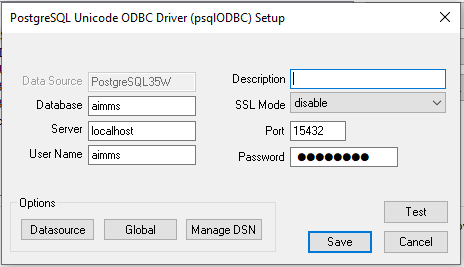 PostgreSQL Unicode ODBC Driver (psqlODBC) Setup
Data Source PostgreSQL35W
Description
Database aimms
SSL Mode disable
Server localhost
Port 15432
User Name aimms
Password ●●●●●●●●
Options
Datasource Global Manage DSN
Test
Save Cancel